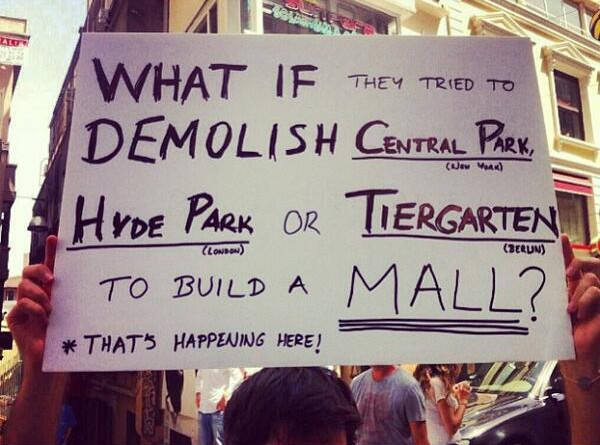 WHAT IF THEY TRIED TO
DEMOLISH CENTRAL PARK,
(NEW YORK)
HYDE PARK OR TIERGARTEN
(LONDON) (BERLIN)
TO BUILD A MALL?
* THAT'S HAPPENING HERE!